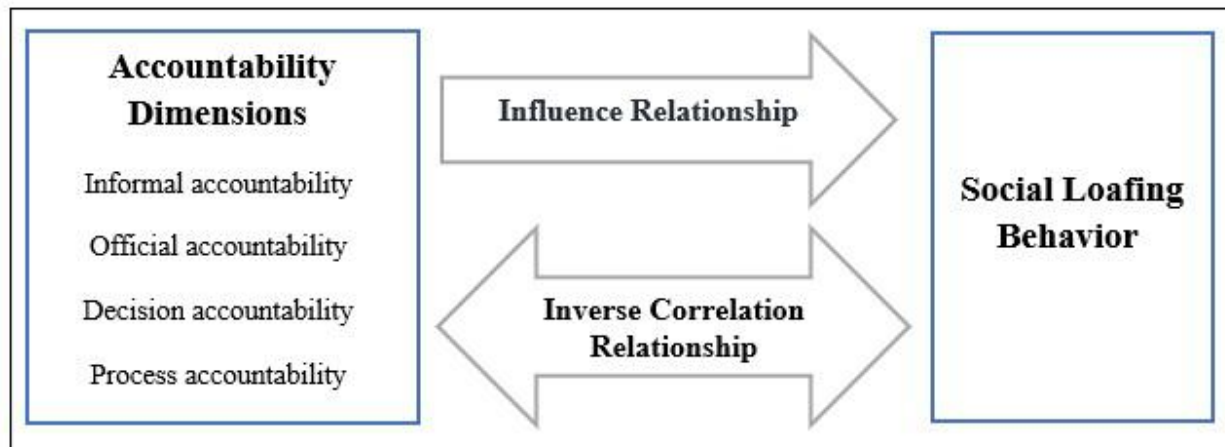 Accountability
Dimensions
Informal accountability
Official accountability
Decision accountability
Process accountability
Influence Relationship
Inverse Correlation
Relationship
Social Loafing
Behavior